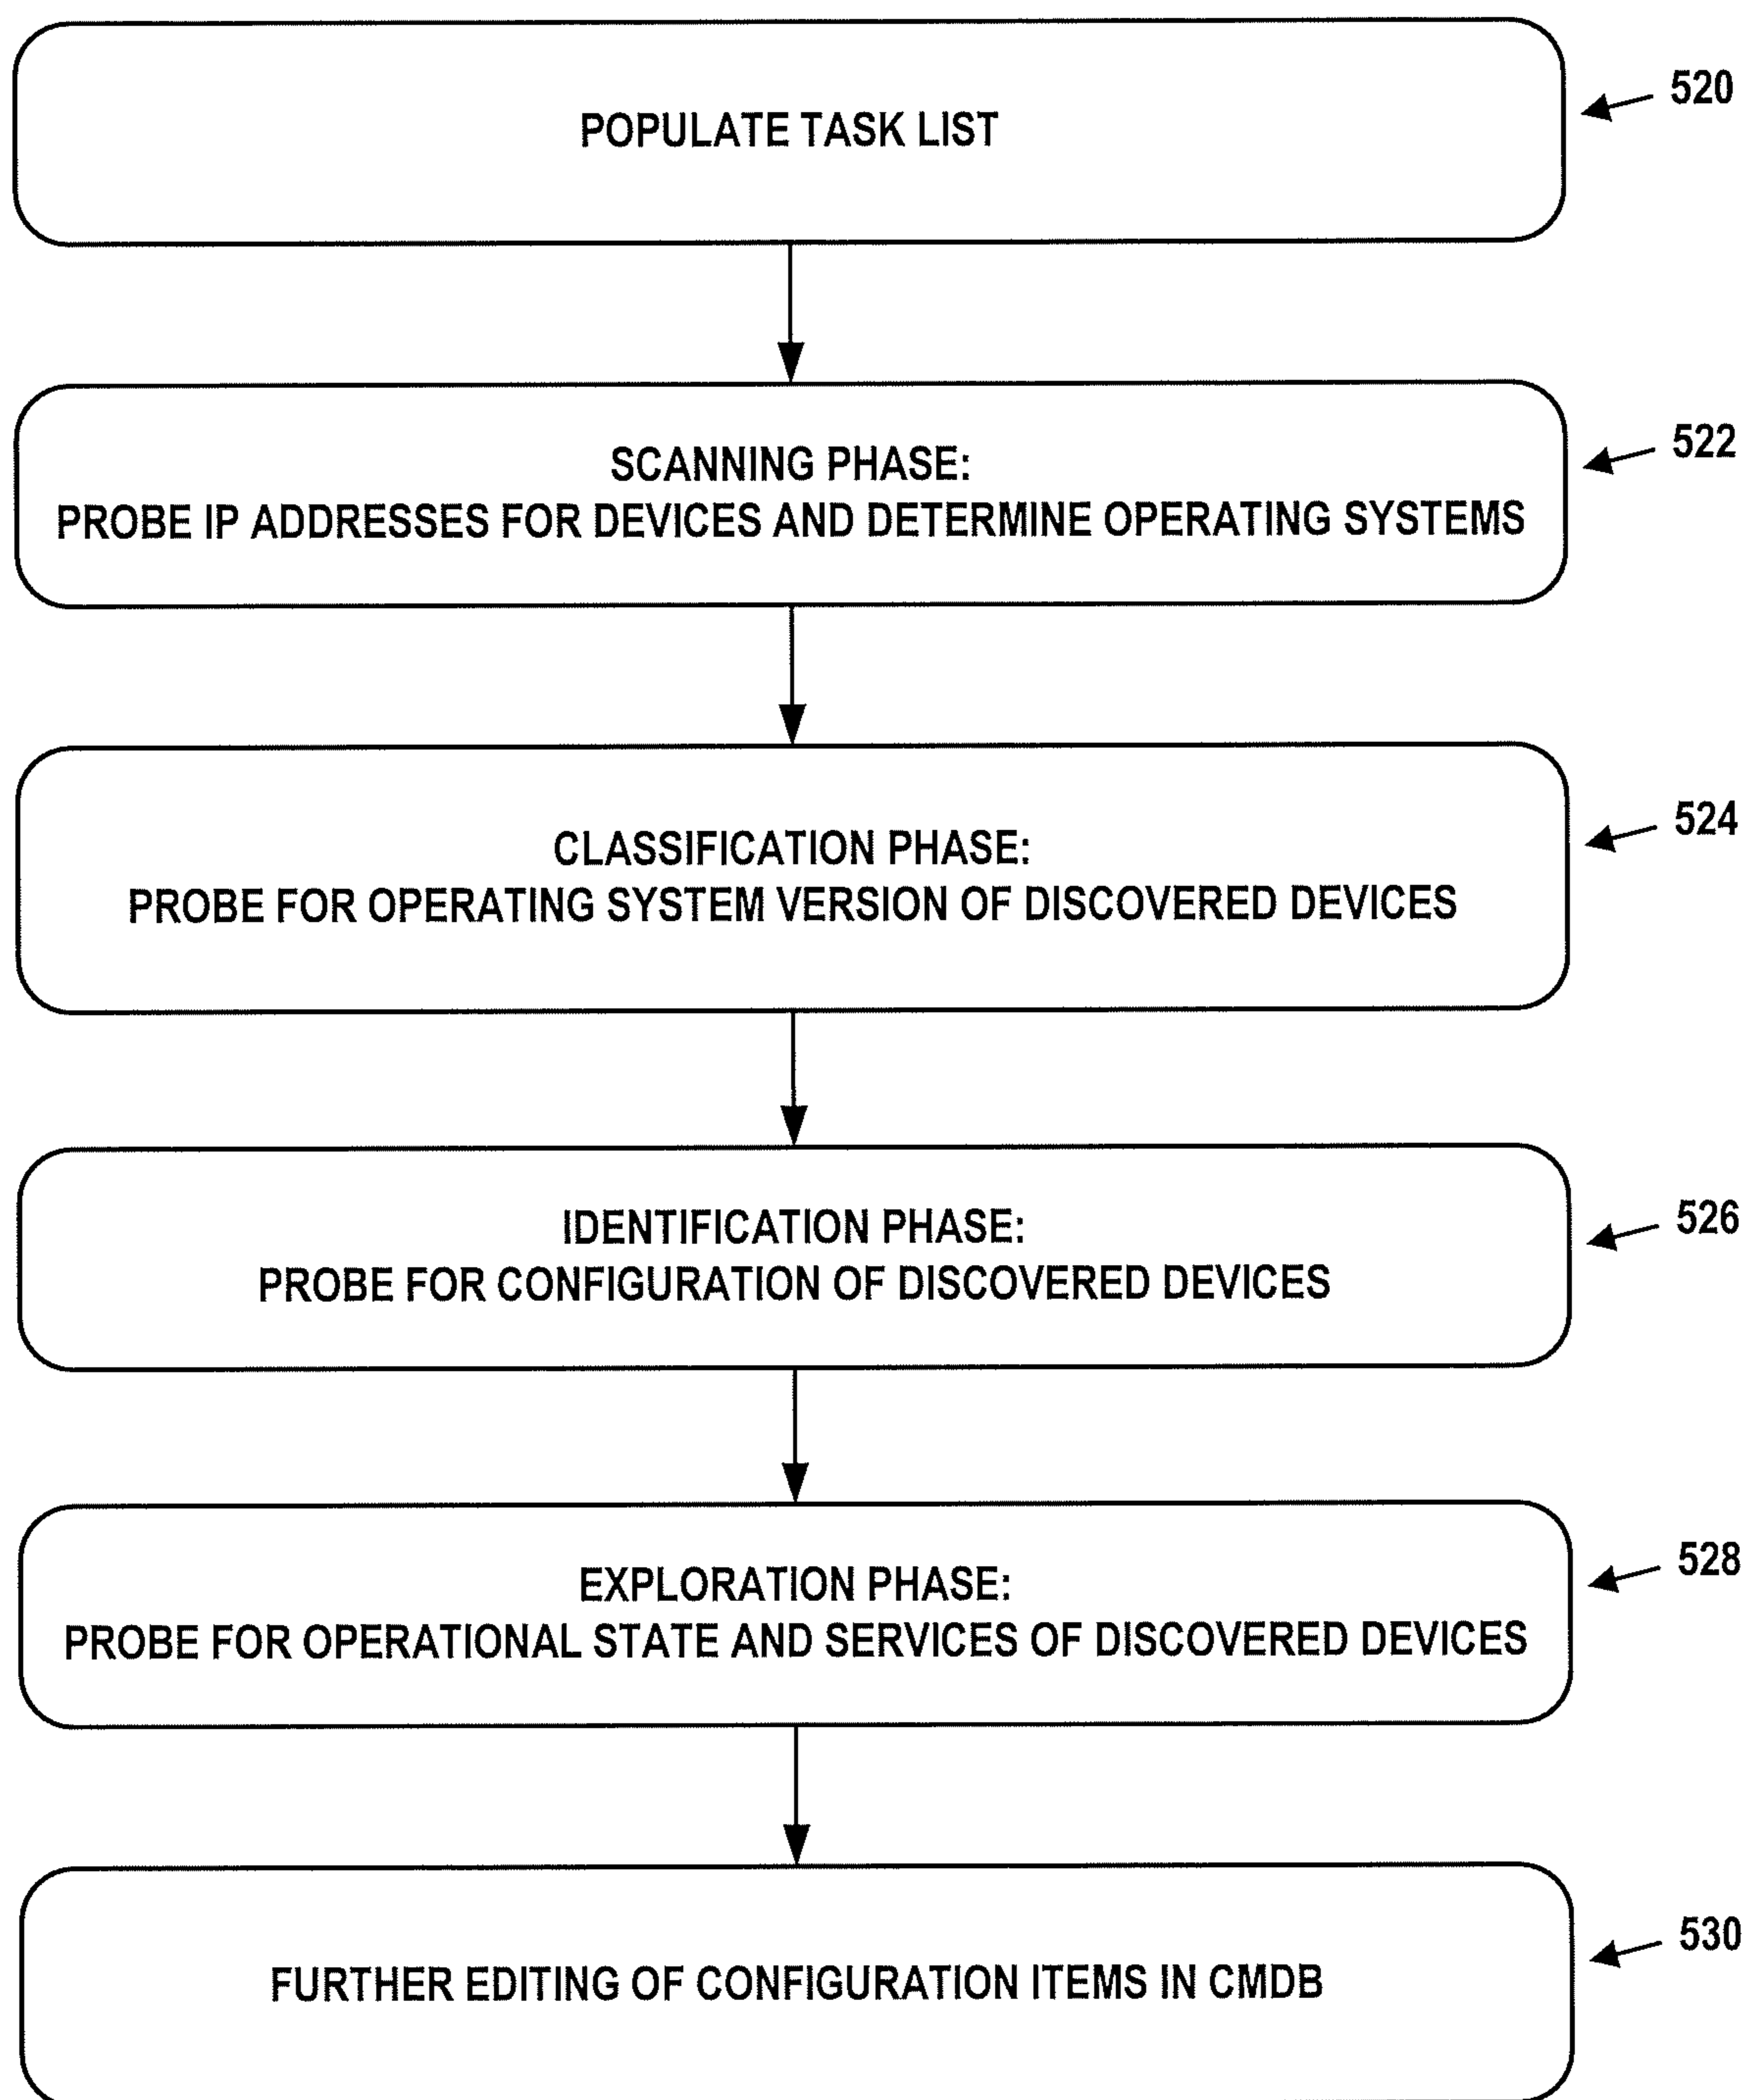 POPULATE TASK LIST
520
SCANNING PHASE:
PROBE IP ADDRESSES FOR DEVICES AND DETERMINE OPERATING SYSTEMS
522
CLASSIFICATION PHASE:
PROBE FOR OPERATING SYSTEM VERSION OF DISCOVERED DEVICES
524
IDENTIFICATION PHASE:
PROBE FOR CONFIGURATION OF DISCOVERED DEVICES
526
EXPLORATION PHASE:
PROBE FOR OPERATIONAL STATE AND SERVICES OF DISCOVERED DEVICES
528
FURTHER EDITING OF CONFIGURATION ITEMS IN CMDB
530